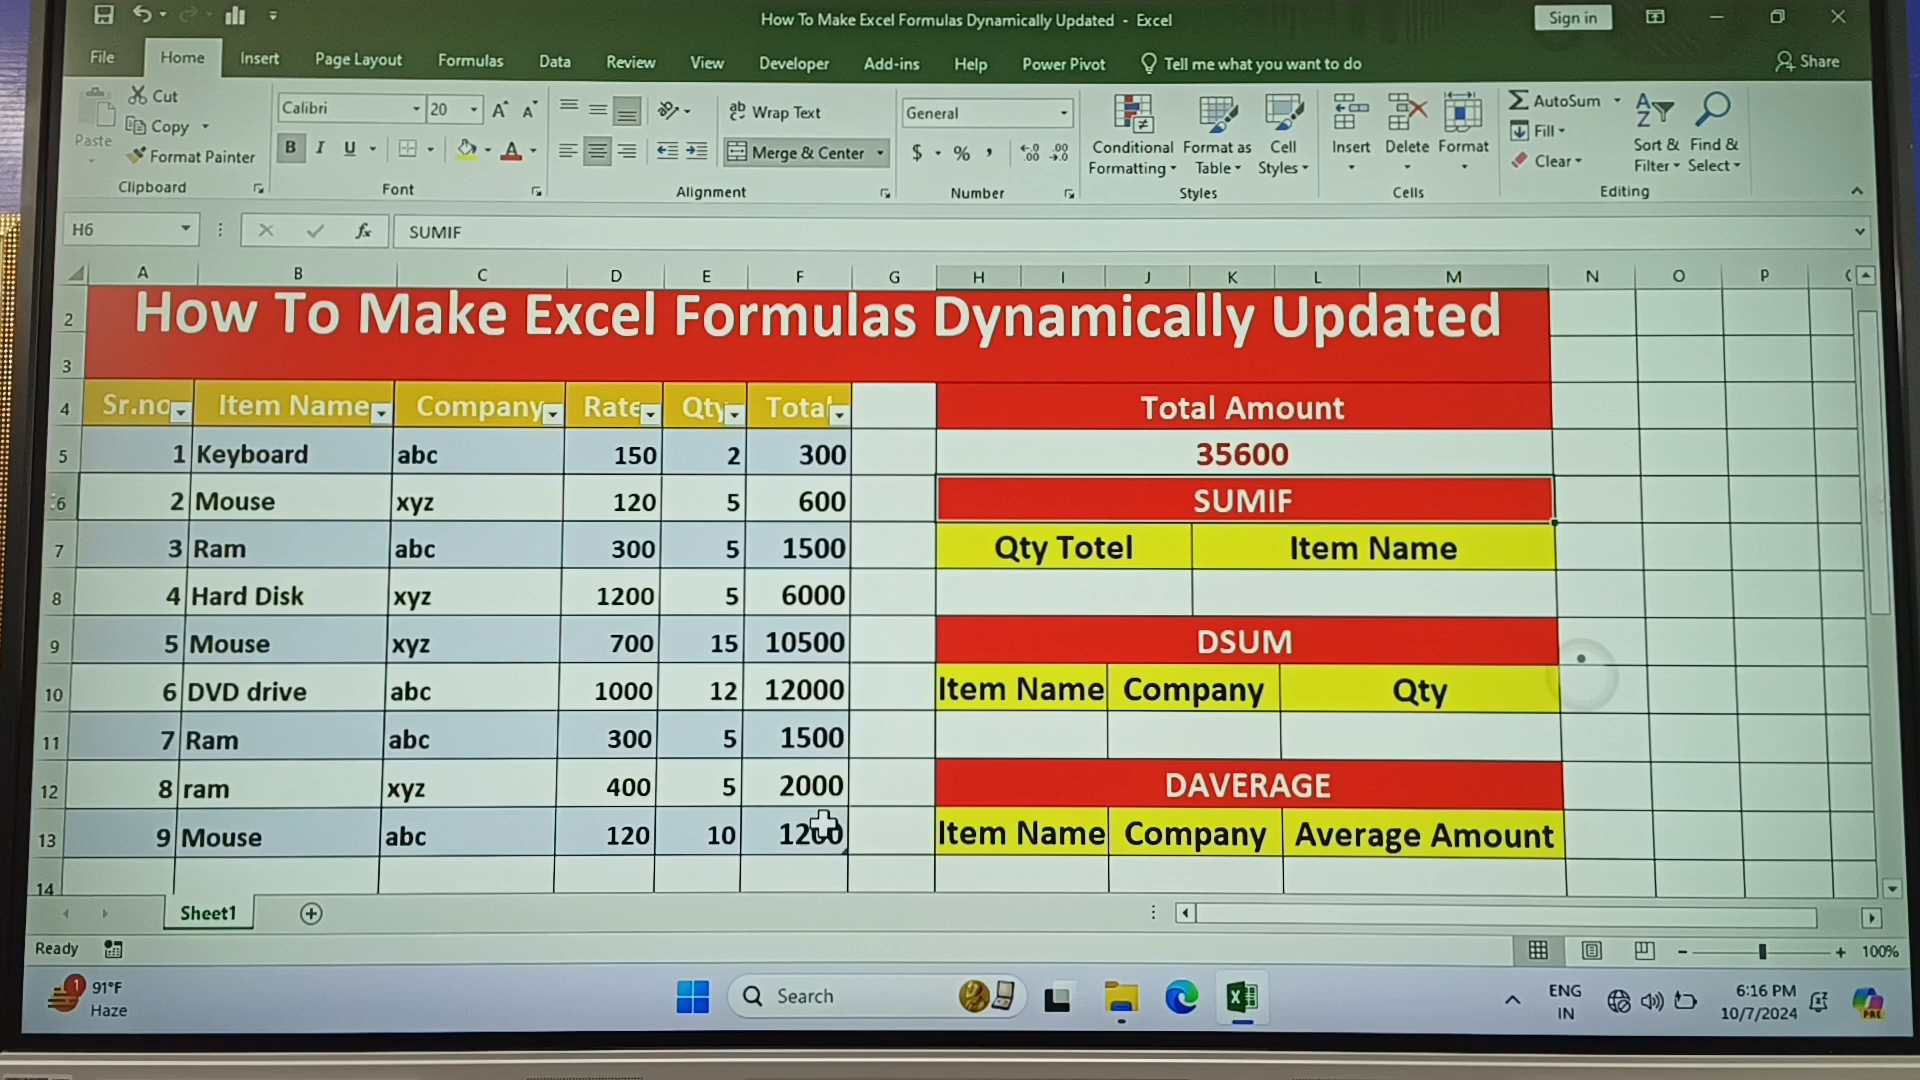 How To Make Excel Formulas Dynamically Updated - Excel
Sign in
File Home Insert Page Layout Formulas Data Review View Developer Add-ins Help Power Pivot Tell me what you want to do Share
Paste
Cut
Copy
Format Painter
Clipboard
Calibri 20 A A
B I U A
Font
ab Wrap Text
Merge & Center
Alignment
General
$ % , .00 .00
Number
Conditional Formatting
Format as Table
Cell Styles
Styles
Insert Delete Format
Cells
AutoSum
Fill
Clear
Sort & Filter
Find & Select
Editing
H6 fx SUMIF
A B C D E F G H I J K L M N O P
2 How To Make Excel Formulas Dynamically Updated
3
4 Sr.no Item Name Company Rate Qty Total Total Amount
5 1 Keyboard abc 150 2 300 35600
6 2 Mouse xyz 120 5 600 SUMIF
7 3 Ram abc 300 5 1500 Qty Totel Item Name
8 4 Hard Disk xyz 1200 5 6000
9 5 Mouse xyz 700 15 10500 DSUM
10 6 DVD drive abc 1000 12 12000 Item Name Company Qty
11 7 Ram abc 300 5 1500
12 8 ram xyz 400 5 2000 DAVERAGE
13 9 Mouse abc 120 10 1200 Item Name Company Average Amount
14
Sheet1
Ready 100%
1 91°F
Haze
Search
ENG
IN
6:16 PM
10/7/2024
PRE